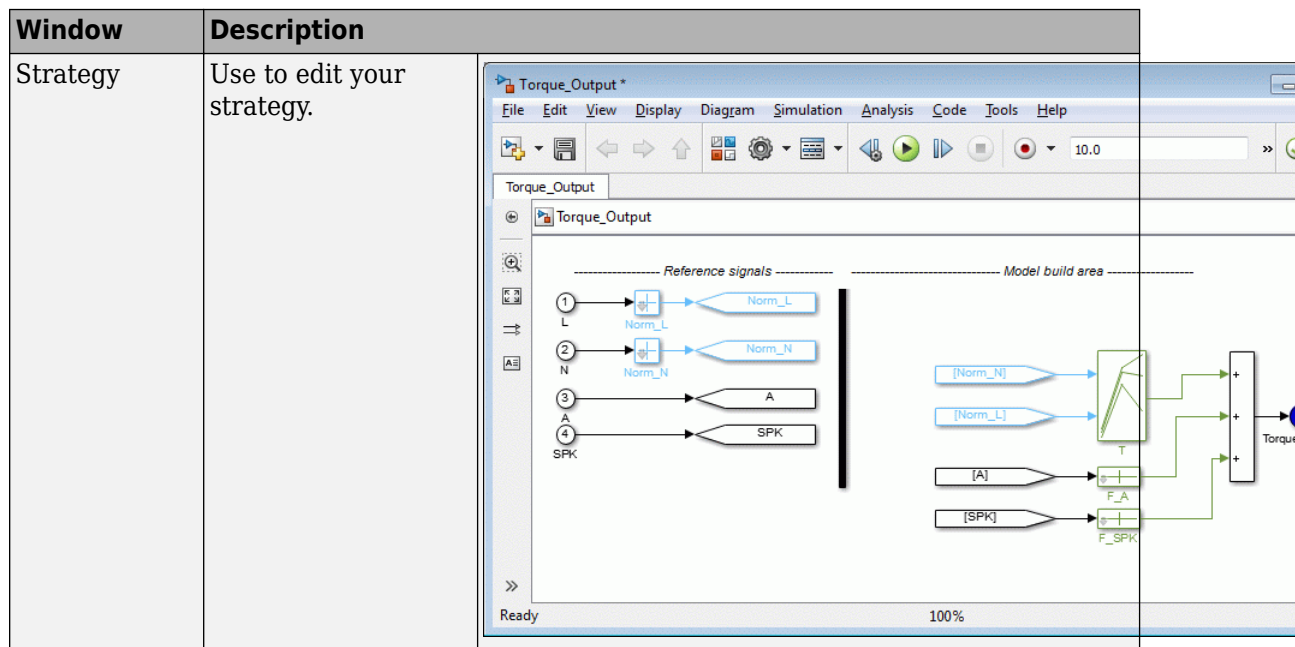 Window Description
Strategy Use to edit your
strategy.
Torque_Output *
File Edit View Display Diagram Simulation Analysis Code Tools Help
10.0 »
Torque_Output
Torque_Output
------------------ Reference signals ------------ ------------------------------- Model build area ------------------
1 Norm_L
L Norm_L
2 Norm_N
N Norm_N
3 A
A
4 SPK
SPK
[Norm_N] +
[Norm_L] +
Torque
T
+
[A]
F_A
[SPK]
F_SPK
»
Ready 100%